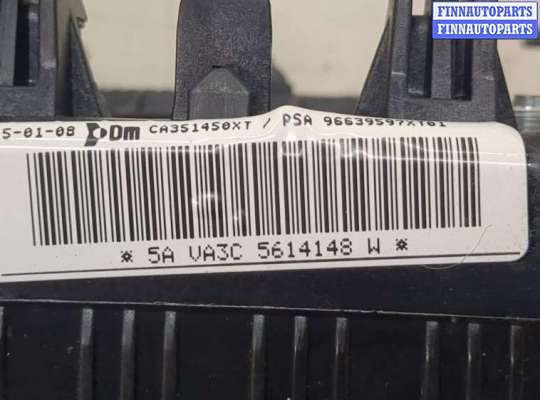 FINNAUTOPARTS
FINNAUTOPARTS
5-01-08 Dm CA351450XT / PSA 96639597XT01
* 5A VA3C 5614148 W *